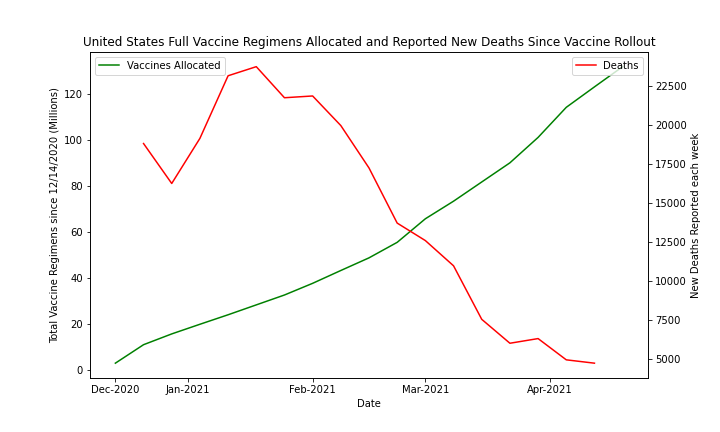 United States Full Vaccine Regimens Allocated and Reported New Deaths Since Vaccine Rollout
Vaccines Allocated
Deaths
Total Vaccine Regimens since 12/14/2020 (Millions)
120
100
80
60
40
20
0
22500
20000
17500
15000
12500
10000
7500
5000
New Deaths Reported each week
Dec-2020 Jan-2021 Feb-2021 Mar-2021 Apr-2021
Date